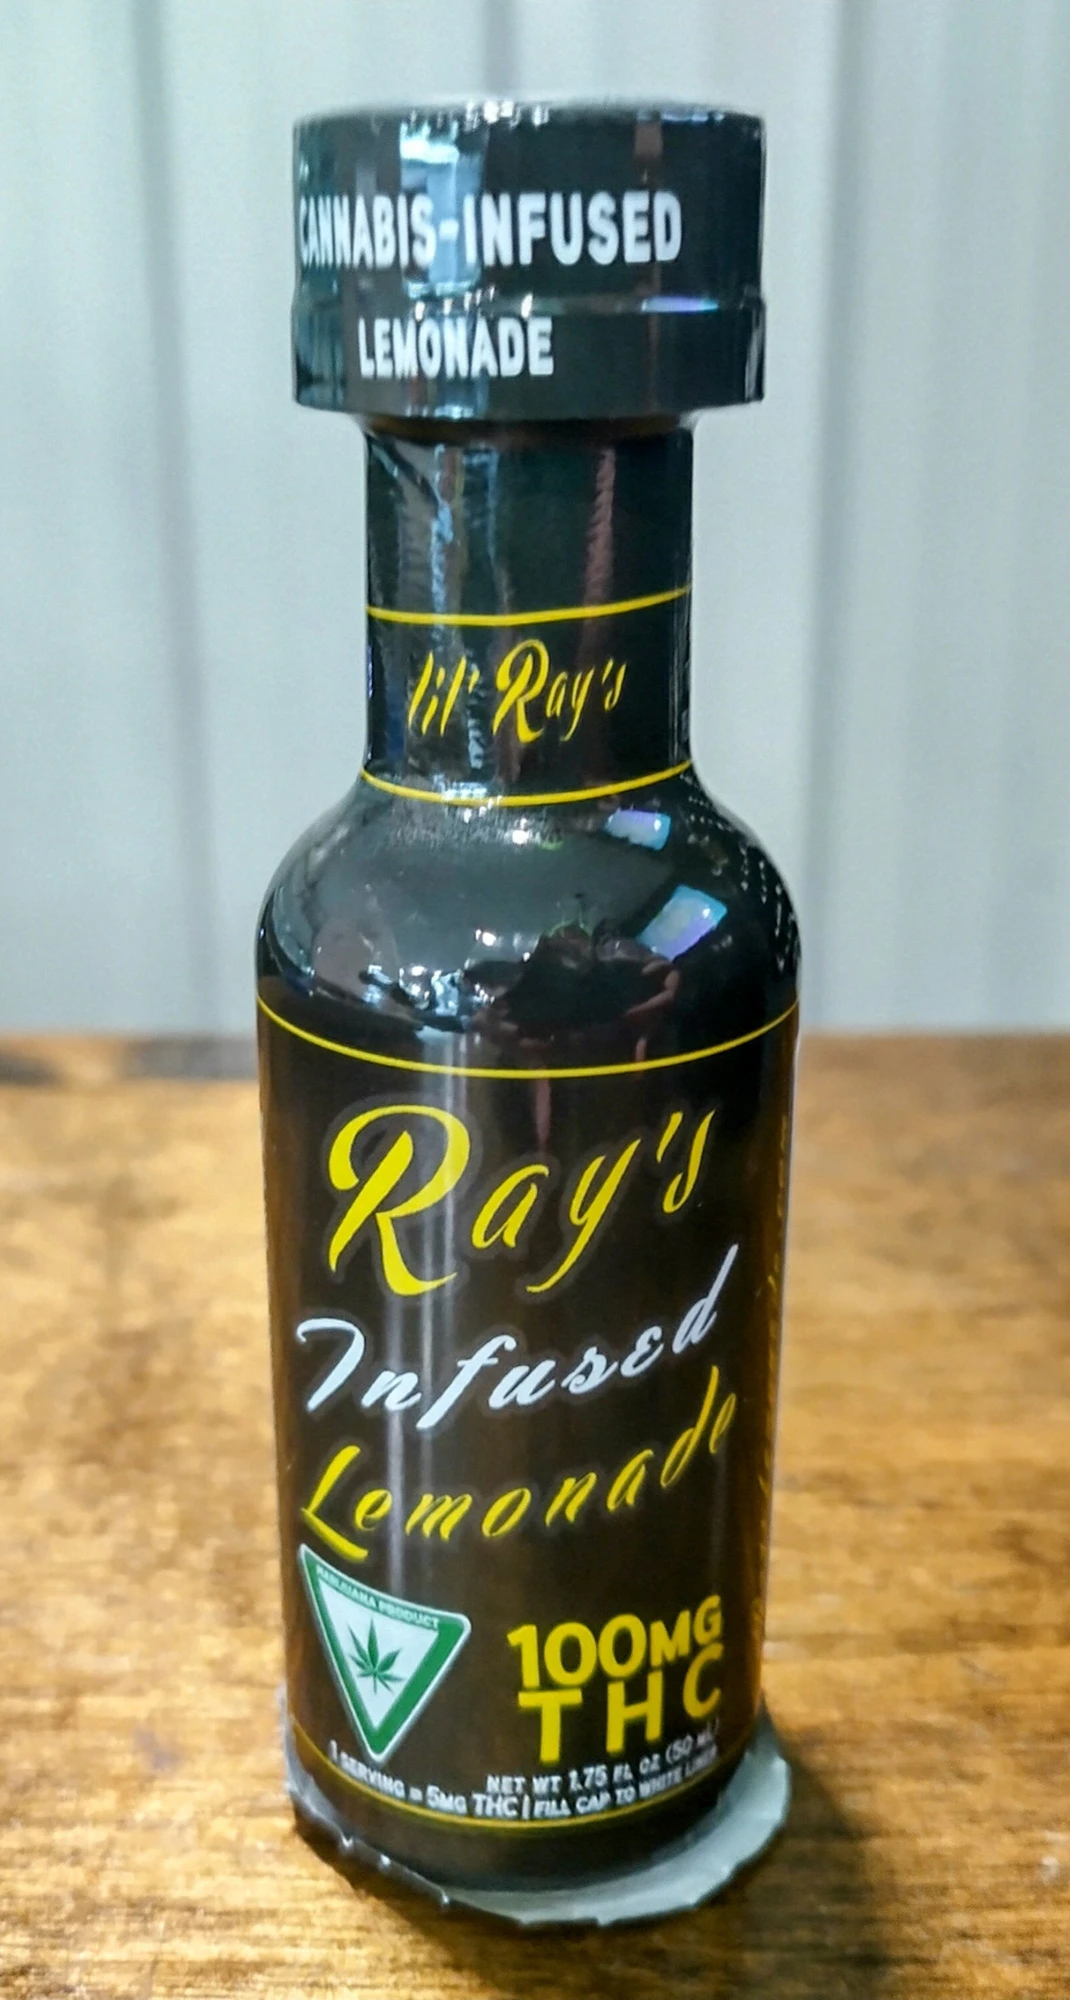 CANNABIS-INFUSED
LEMONADE
lil' Ray's
Ray's
Infused
Lemonade
MARIJUANA PRODUCT
100MG
THC
NET WT 1.75 FL OZ (50 mL)
1 SERVING = 5MG THC | FILL CAP TO WHITE LINER